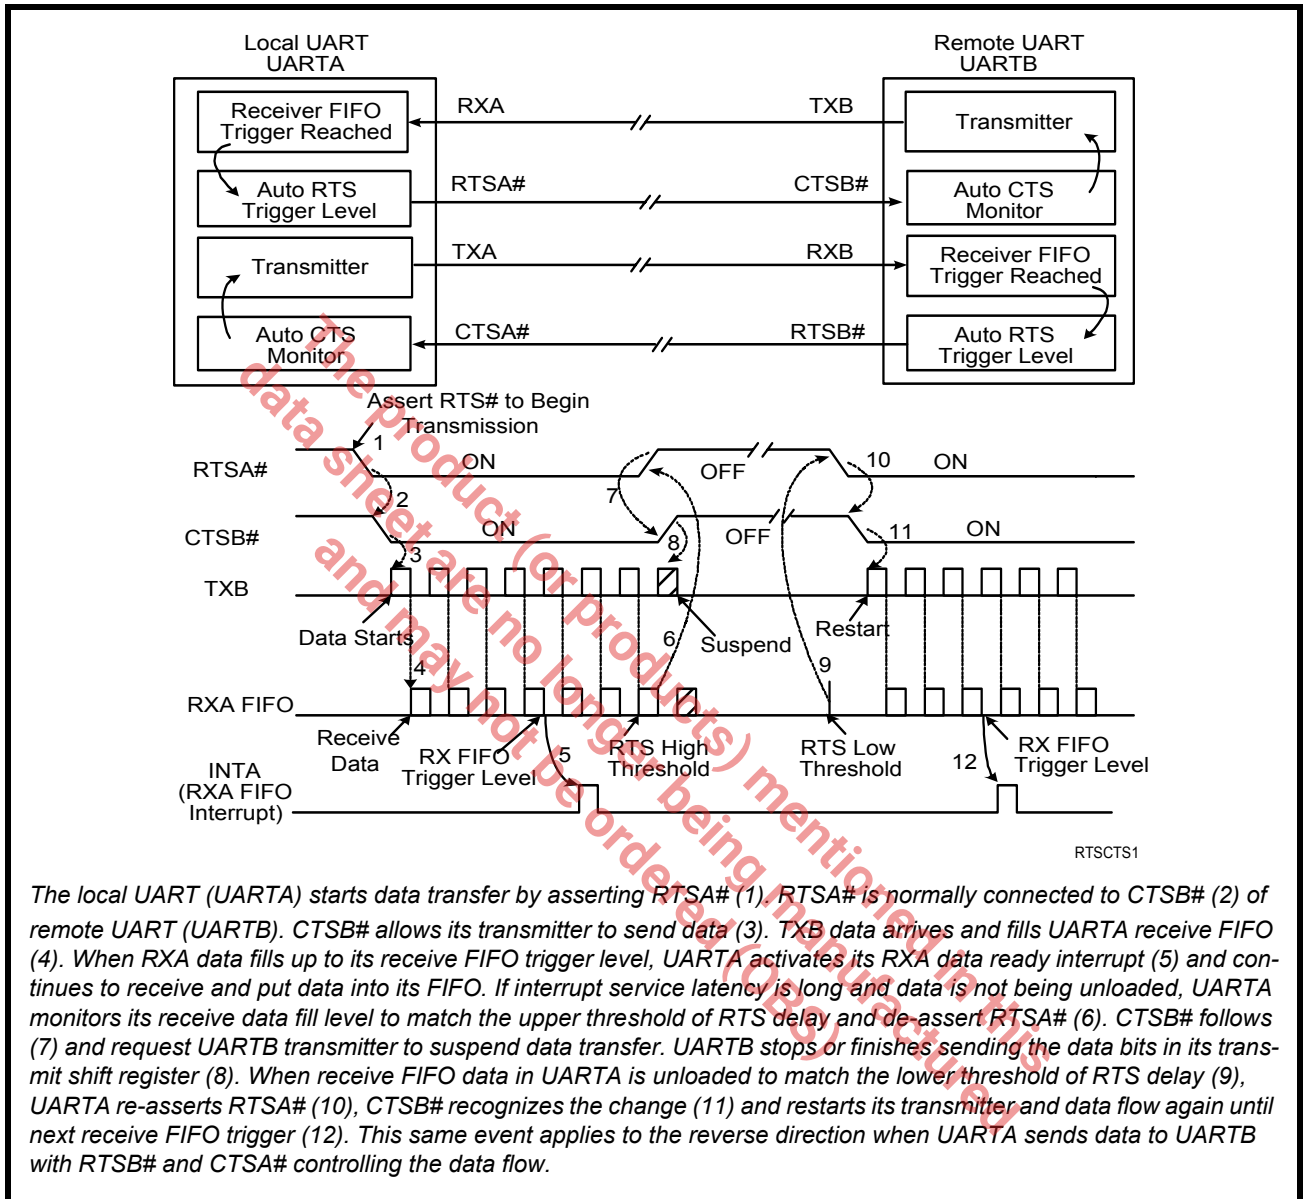 Local UART
UARTA
Remote UART
UARTB
Receiver FIFO
Trigger Reached
RXA
TXB
Transmitter
Auto RTS
Trigger Level
RTSA#
CTSB#
Auto CTS
Monitor
Transmitter
TXA
RXB
Receiver FIFO
Trigger Reached
Auto CTS
Monitor
CTSA#
RTSB#
Auto RTS
Trigger Level
Assert RTS# to Begin
Transmission
RTSA#
1
ON
7
OFF
10
ON
CTSB#
2
ON
8
OFF
11
ON
TXB
3
Data Starts
6
Suspend
Restart
4
9
RXA FIFO
Receive
Data
RX FIFO
Trigger Level
5
RTS High
Threshold
RTS Low
Threshold
12
RX FIFO
Trigger Level
INTA
(RXA FIFO
Interrupt)
RTSCTS1
The local UART (UARTA) starts data transfer by asserting RTSA# (1). RTSA# is normally connected to CTSB# (2) of
remote UART (UARTB). CTSB# allows its transmitter to send data (3). TXB data arrives and fills UARTA receive FIFO
(4). When RXA data fills up to its receive FIFO trigger level, UARTA activates its RXA data ready interrupt (5) and con-
tinues to receive and put data into its FIFO. If interrupt service latency is long and data is not being unloaded, UARTA
monitors its receive data fill level to match the upper threshold of RTS delay and de-assert RTSA# (6). CTSB# follows
(7) and request UARTB transmitter to suspend data transfer. UARTB stops or finishes sending the data bits in its trans-
mit shift register (8). When receive FIFO data in UARTA is unloaded to match the lower threshold of RTS delay (9),
UARTA re-asserts RTSA# (10), CTSB# recognizes the change (11) and restarts its transmitter and data flow again until
next receive FIFO trigger (12). This same event applies to the reverse direction when UARTA sends data to UARTB
with RTSB# and CTSA# controlling the data flow.
The product (or products) mentioned in this
data sheet are no longer being manufactured
and may not be ordered (OBS)